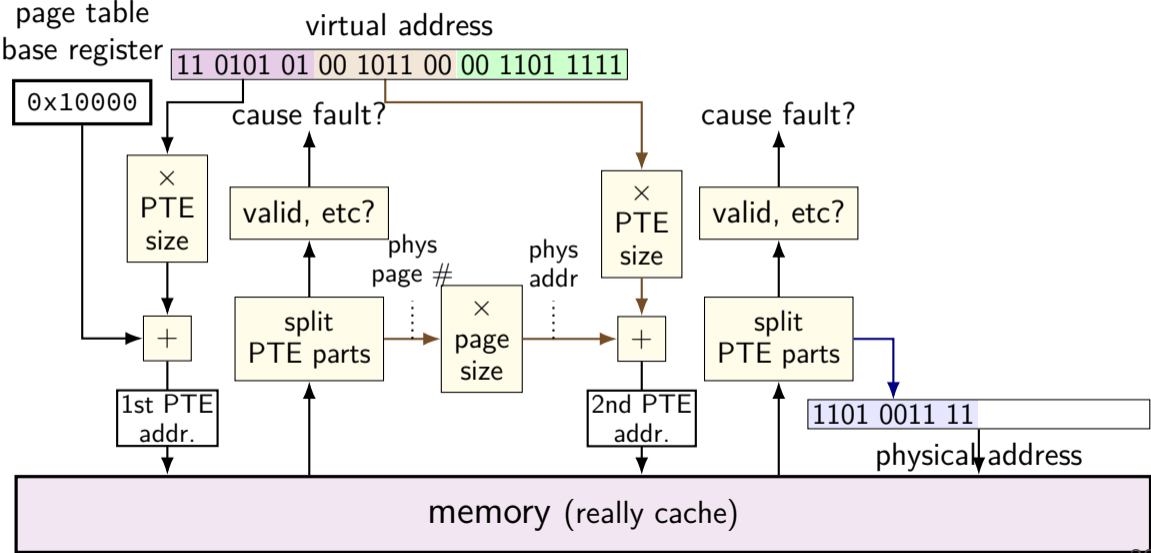 page table
base register
virtual address
11 0101 01 00 1011 00 00 1101 1111
0x10000
cause fault?
cause fault?
×
PTE
size
valid, etc?
×
PTE
size
valid, etc?
phys
page #
phys
addr
+
split
PTE parts
×
page
size
+
split
PTE parts
1st PTE
addr.
2nd PTE
addr.
1101 0011 11
physical address
memory (really cache)